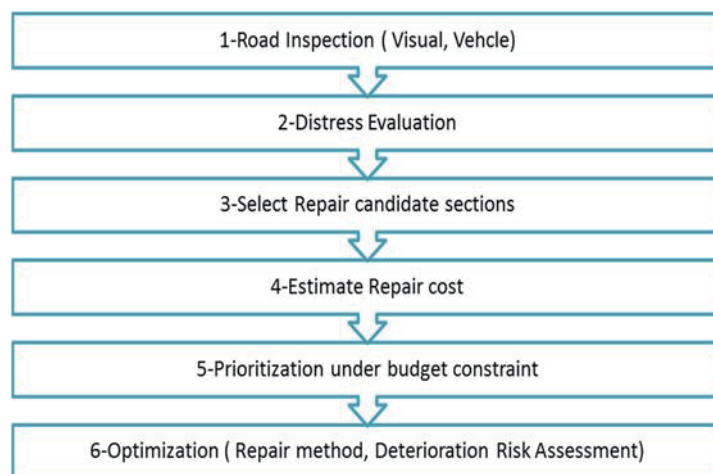 1-Road Inspection ( Visual, Vehcle)
2-Distress Evaluation
3-Select Repair candidate sections
4-Estimate Repair cost
5-Prioritization under budget constraint
6-Optimization ( Repair method, Deterioration Risk Assessment)